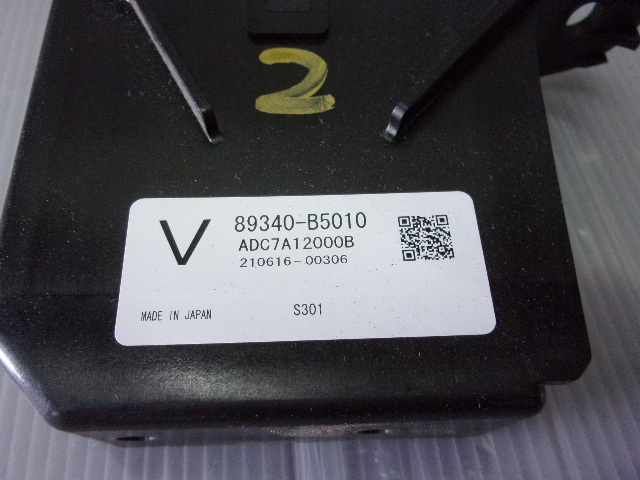 2
V
89340-B5010
ADC7A12000B
210616-00306
MADE IN JAPAN
S301